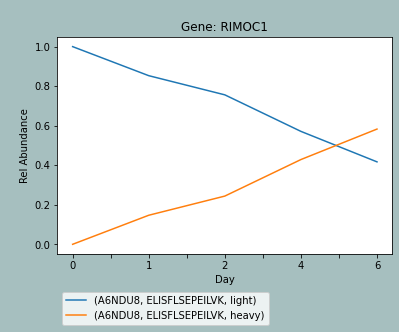 Gene: RIMOC1
1.0
0.8
0.6
0.4
0.2
0.0
Rel Abundance
0 1 2 4 6
Day
(A6NDU8, ELISFLSEPEILVK, light)
(A6NDU8, ELISFLSEPEILVK, heavy)